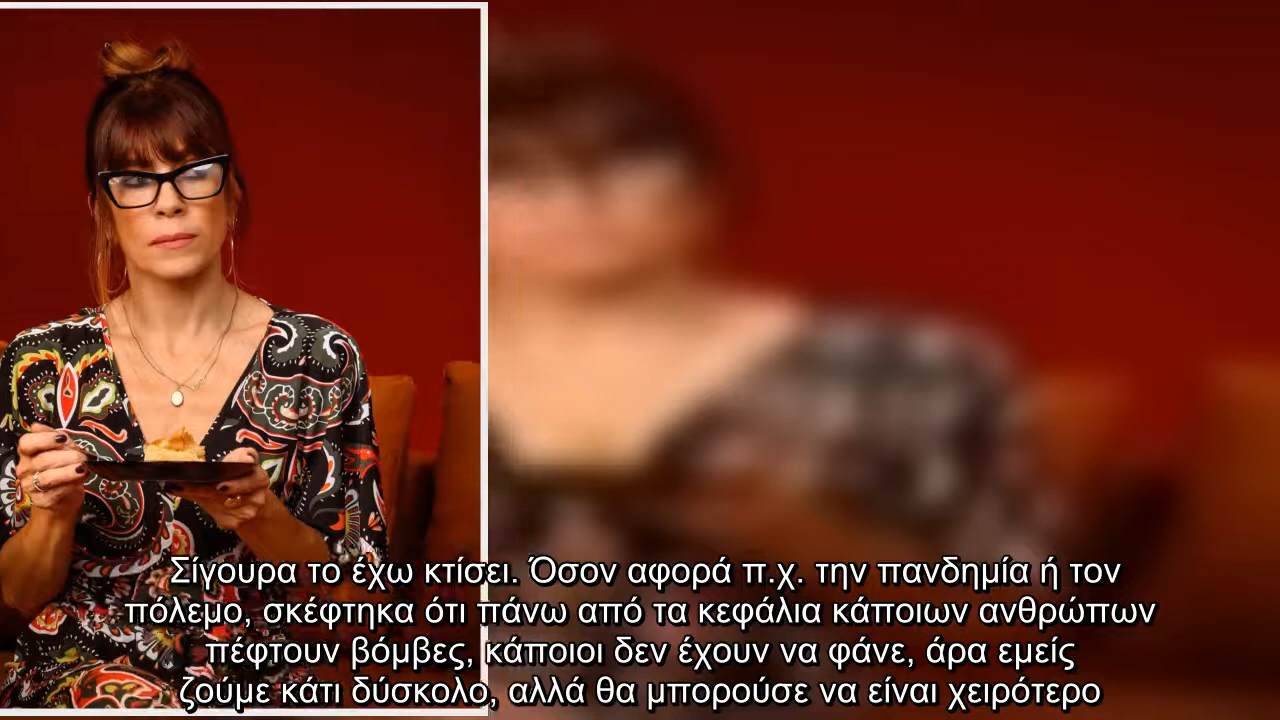 Σίγουρα το έχω κτίσει. Όσον αφορά π.χ. την πανδημία ή τον
πόλεμο, σκέφτηκα ότι πάνω από τα κεφάλια κάποιων ανθρώπων
πέφτουν βόμβες, κάποιοι δεν έχουν να φάνε, άρα εμείς
ζούμε κάτι δύσκολο, αλλά θα μπορούσε να είναι χειρότερο